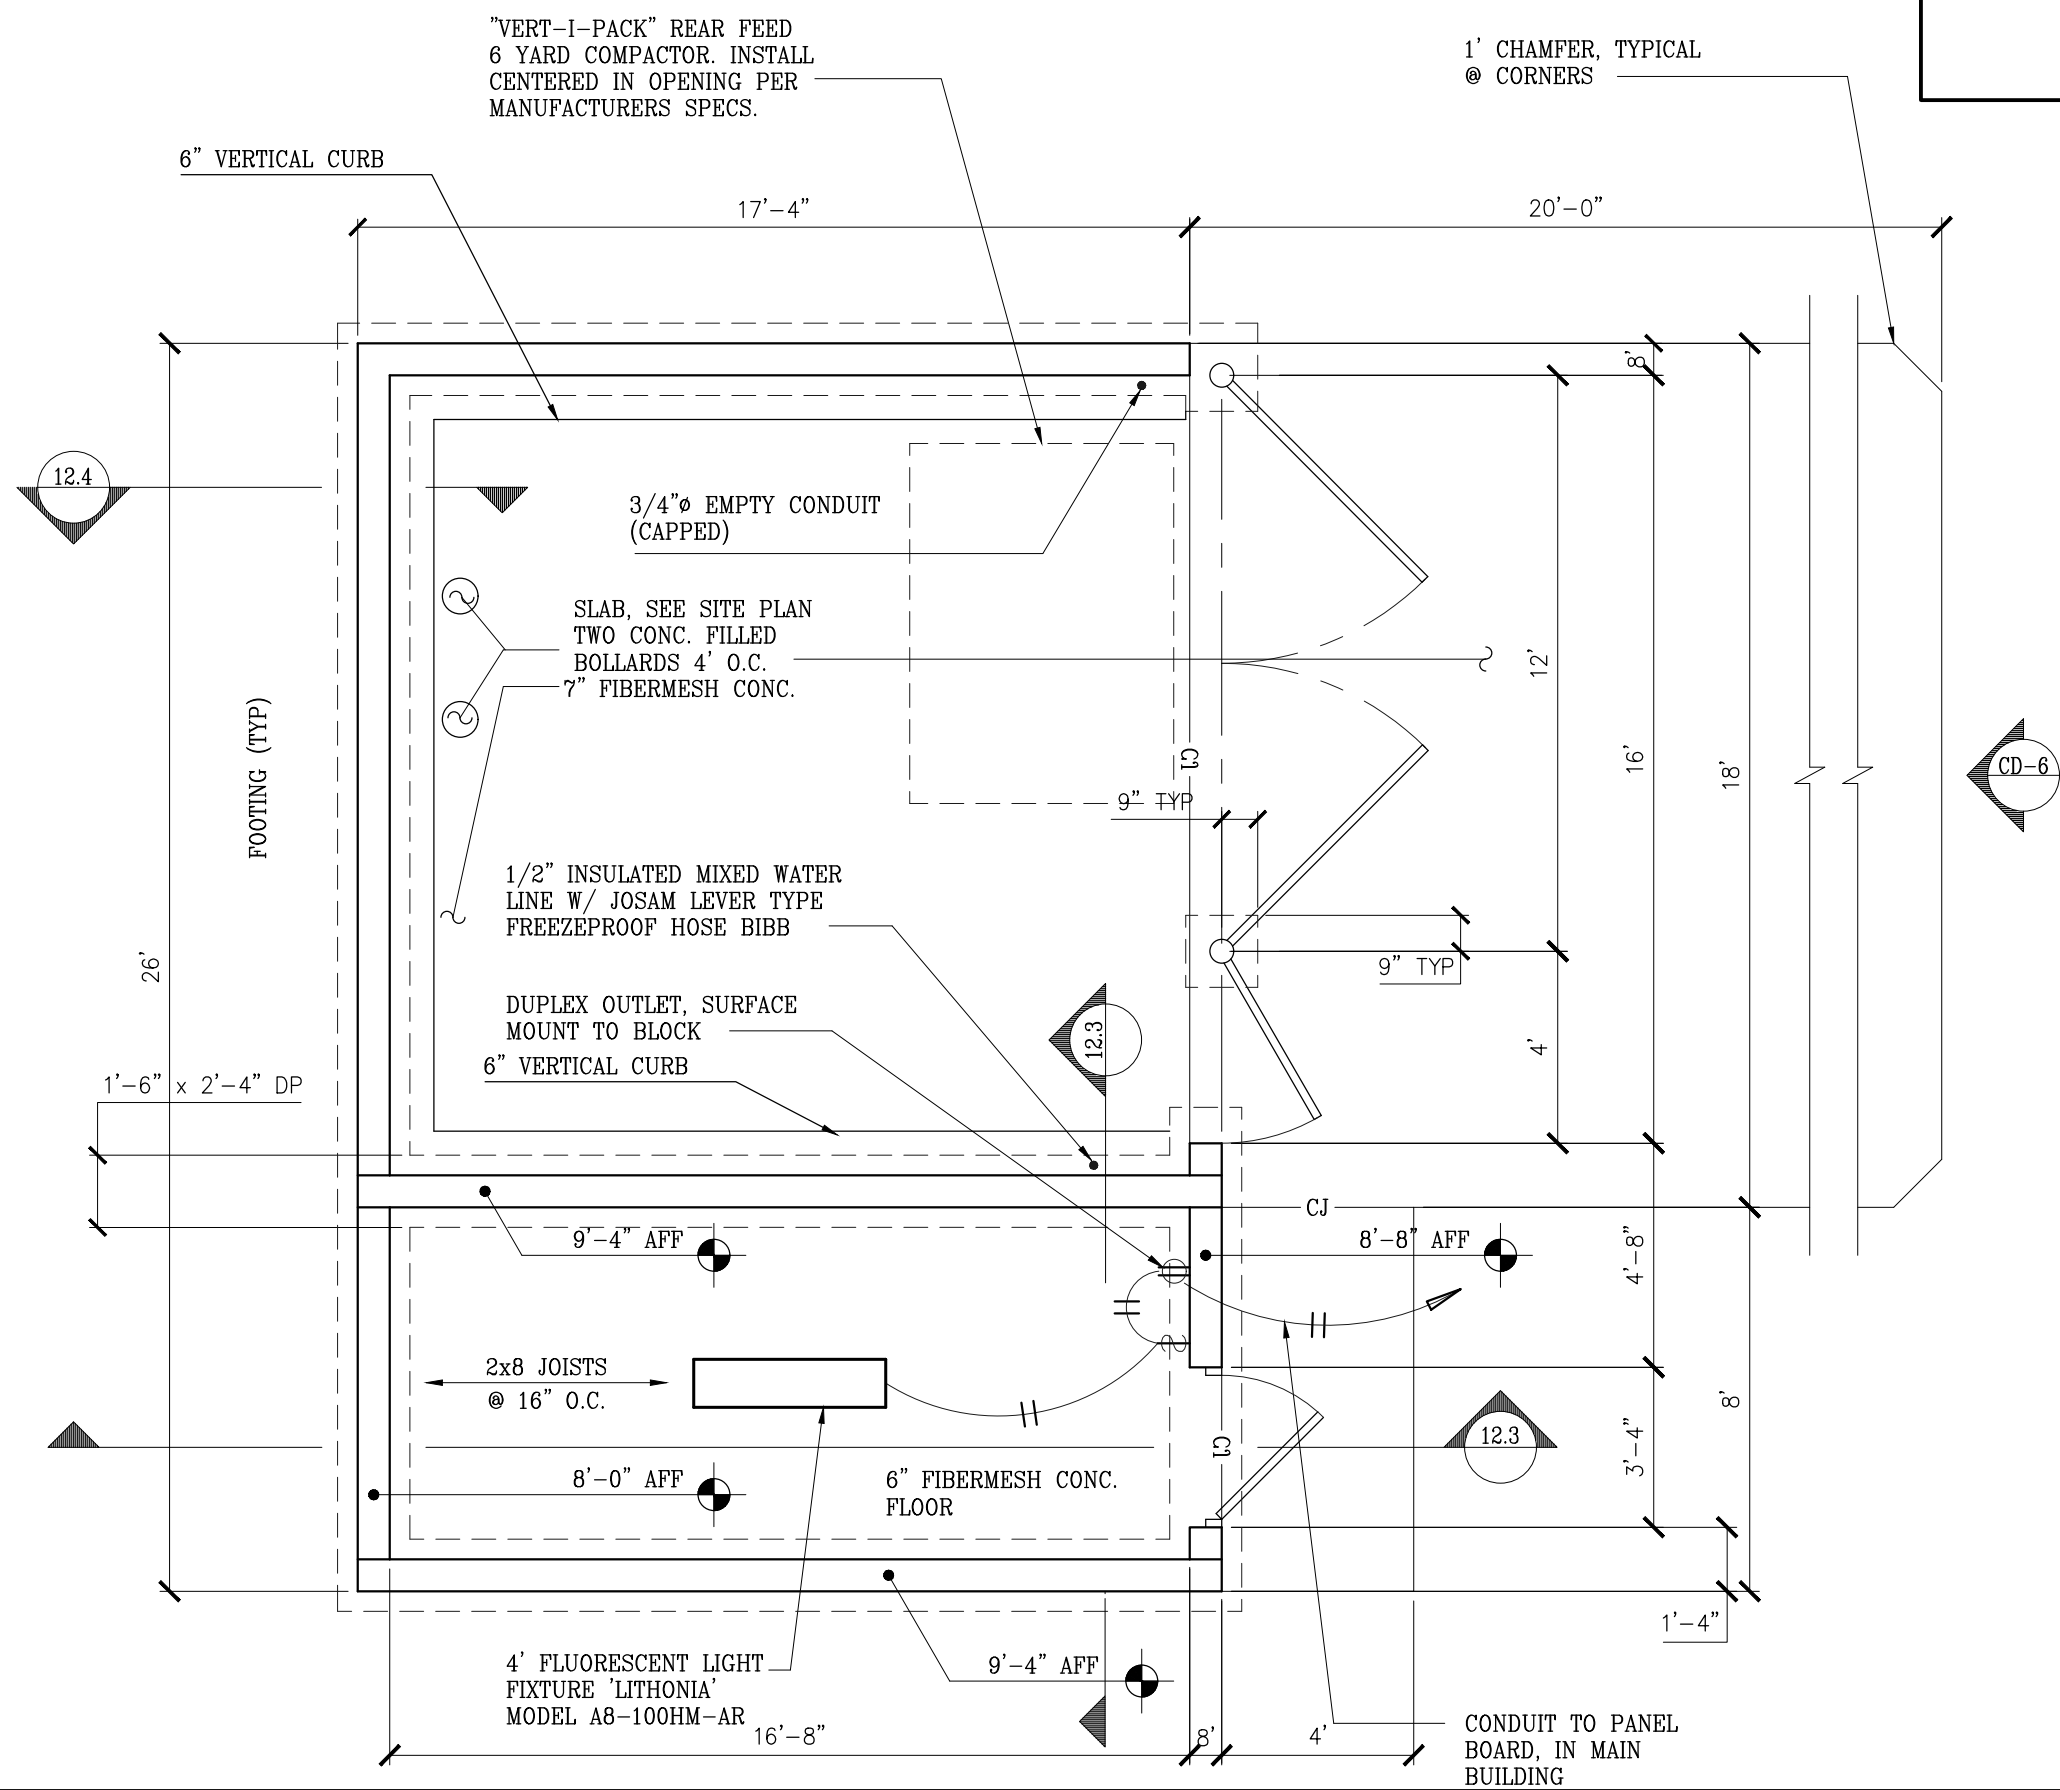 "VERT-I-PACK" REAR FEED
6 YARD COMPACTOR. INSTALL
CENTERED IN OPENING PER
MANUFACTURERS SPECS.
1' CHAMFER, TYPICAL
@ CORNERS
6" VERTICAL CURB
17'-4"
20'-0"
8'
12.4
3/4"ø EMPTY CONDUIT
(CAPPED)
SLAB, SEE SITE PLAN
TWO CONC. FILLED
BOLLARDS 4' O.C.
7" FIBERMESH CONC.
12'
16'
18'
CJ
CD-6
FOOTING (TYP)
9" TYP
1/2" INSULATED MIXED WATER
LINE W/ JOSAM LEVER TYPE
FREEZEPROOF HOSE BIBB
26'
9" TYP
DUPLEX OUTLET, SURFACE
MOUNT TO BLOCK
12.3
4'
6" VERTICAL CURB
1'-6" x 2'-4" DP
CJ
9'-4" AFF
8'-8" AFF
4'-8"
2x8 JOISTS
@ 16" O.C.
8'
CJ
12.3
3'-4"
8'-0" AFF
6" FIBERMESH CONC.
FLOOR
1'-4"
4' FLUORESCENT LIGHT
FIXTURE 'LITHONIA'
MODEL A8-100HM-AR
9'-4" AFF
16'-8"
8'
4'
CONDUIT TO PANEL
BOARD, IN MAIN
BUILDING